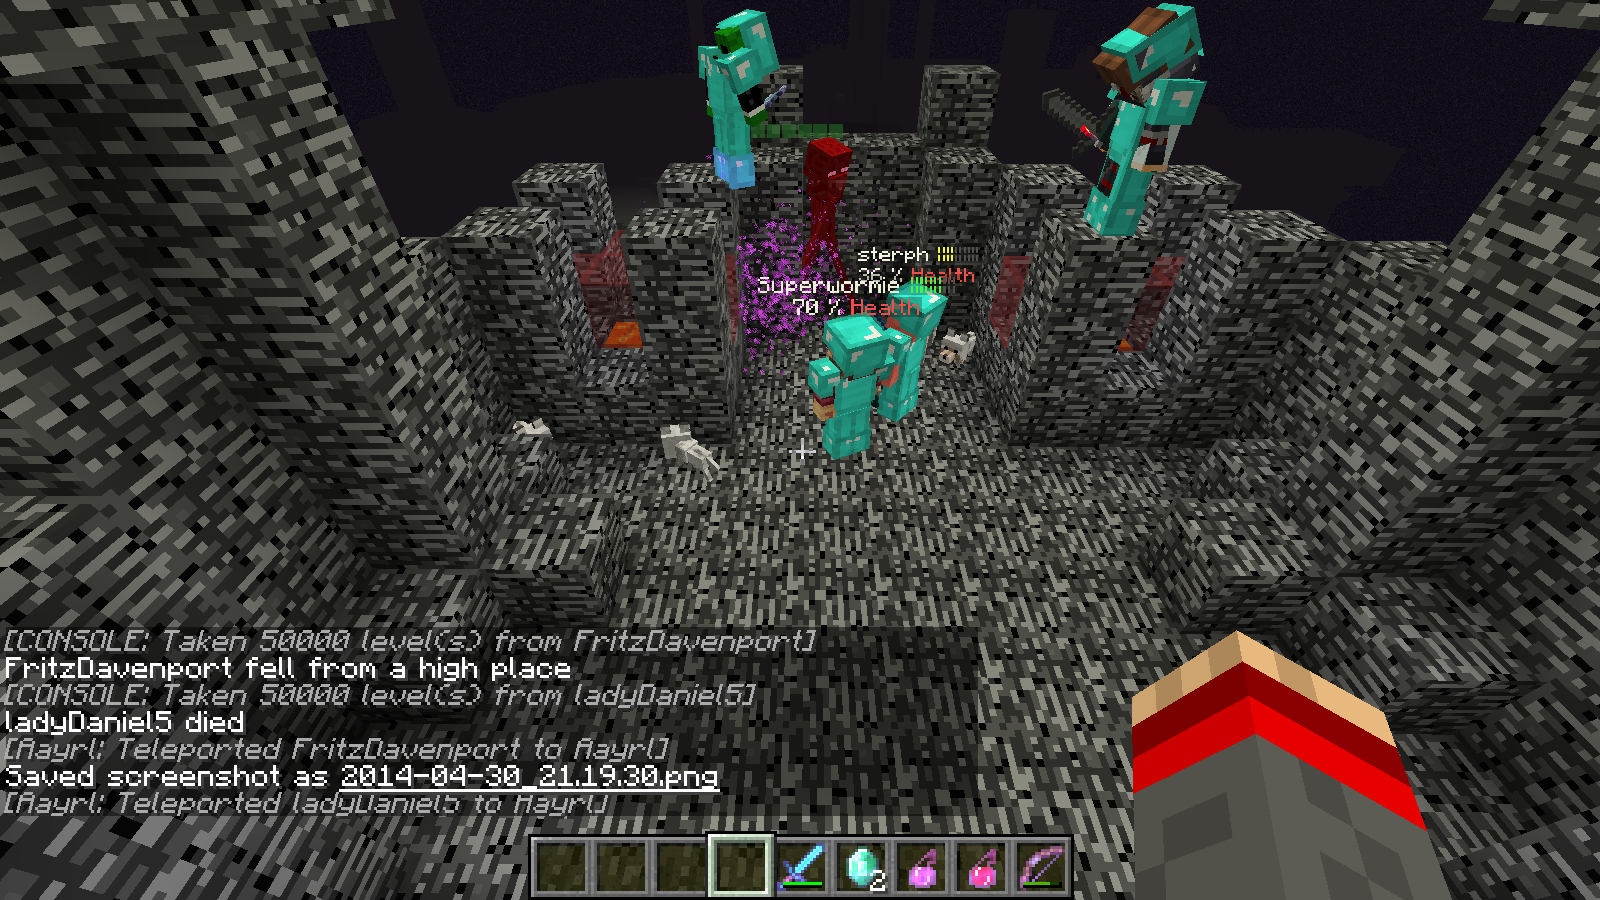 sterph
36 % Health
Superwormie
70 % Health
[CONSOLE: Taken 50000 level(s) from FritzDavenport]
FritzDavenport fell from a high place
[CONSOLE: Taken 50000 level(s) from ladyDaniel5]
ladyDaniel5 died
[Aayrl: Teleported FritzDavenport to Aayrl]
Saved screenshot as 2014-04-30_21.19.30.png
[Aayrl: Teleported ladyDaniel5 to Aayrl]
2